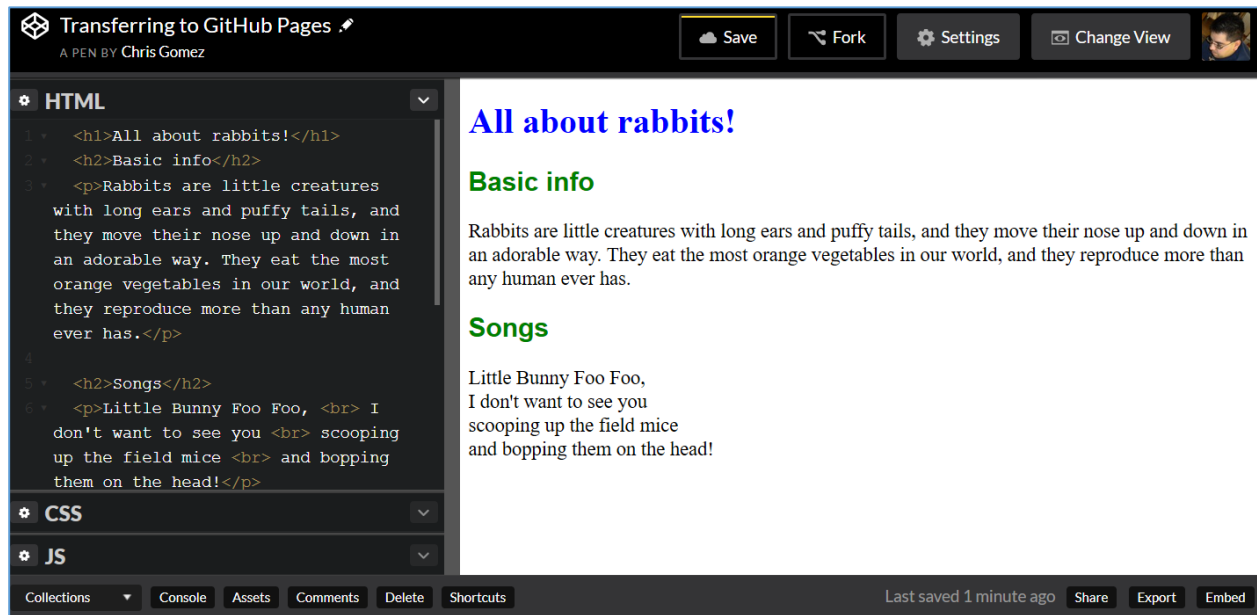 Transferring to GitHub Pages
A PEN BY Chris Gomez
Save
Fork
Settings
Change View
HTML
1 <h1>All about rabbits!</h1>
2 <h2>Basic info</h2>
3 <p>Rabbits are little creatures
with long ears and puffy tails, and
they move their nose up and down in
an adorable way. They eat the most
orange vegetables in our world, and
they reproduce more than any human
ever has.</p>
4
5 <h2>Songs</h2>
6 <p>Little Bunny Foo Foo, <br> I
don't want to see you <br> scooping
up the field mice <br> and bopping
them on the head!</p>
CSS
JS
All about rabbits!
Basic info
Rabbits are little creatures with long ears and puffy tails, and they move their nose up and down in
an adorable way. They eat the most orange vegetables in our world, and they reproduce more than
any human ever has.
Songs
Little Bunny Foo Foo,
I don't want to see you
scooping up the field mice
and bopping them on the head!
Collections
Console
Assets
Comments
Delete
Shortcuts
Last saved 1 minute ago
Share
Export
Embed